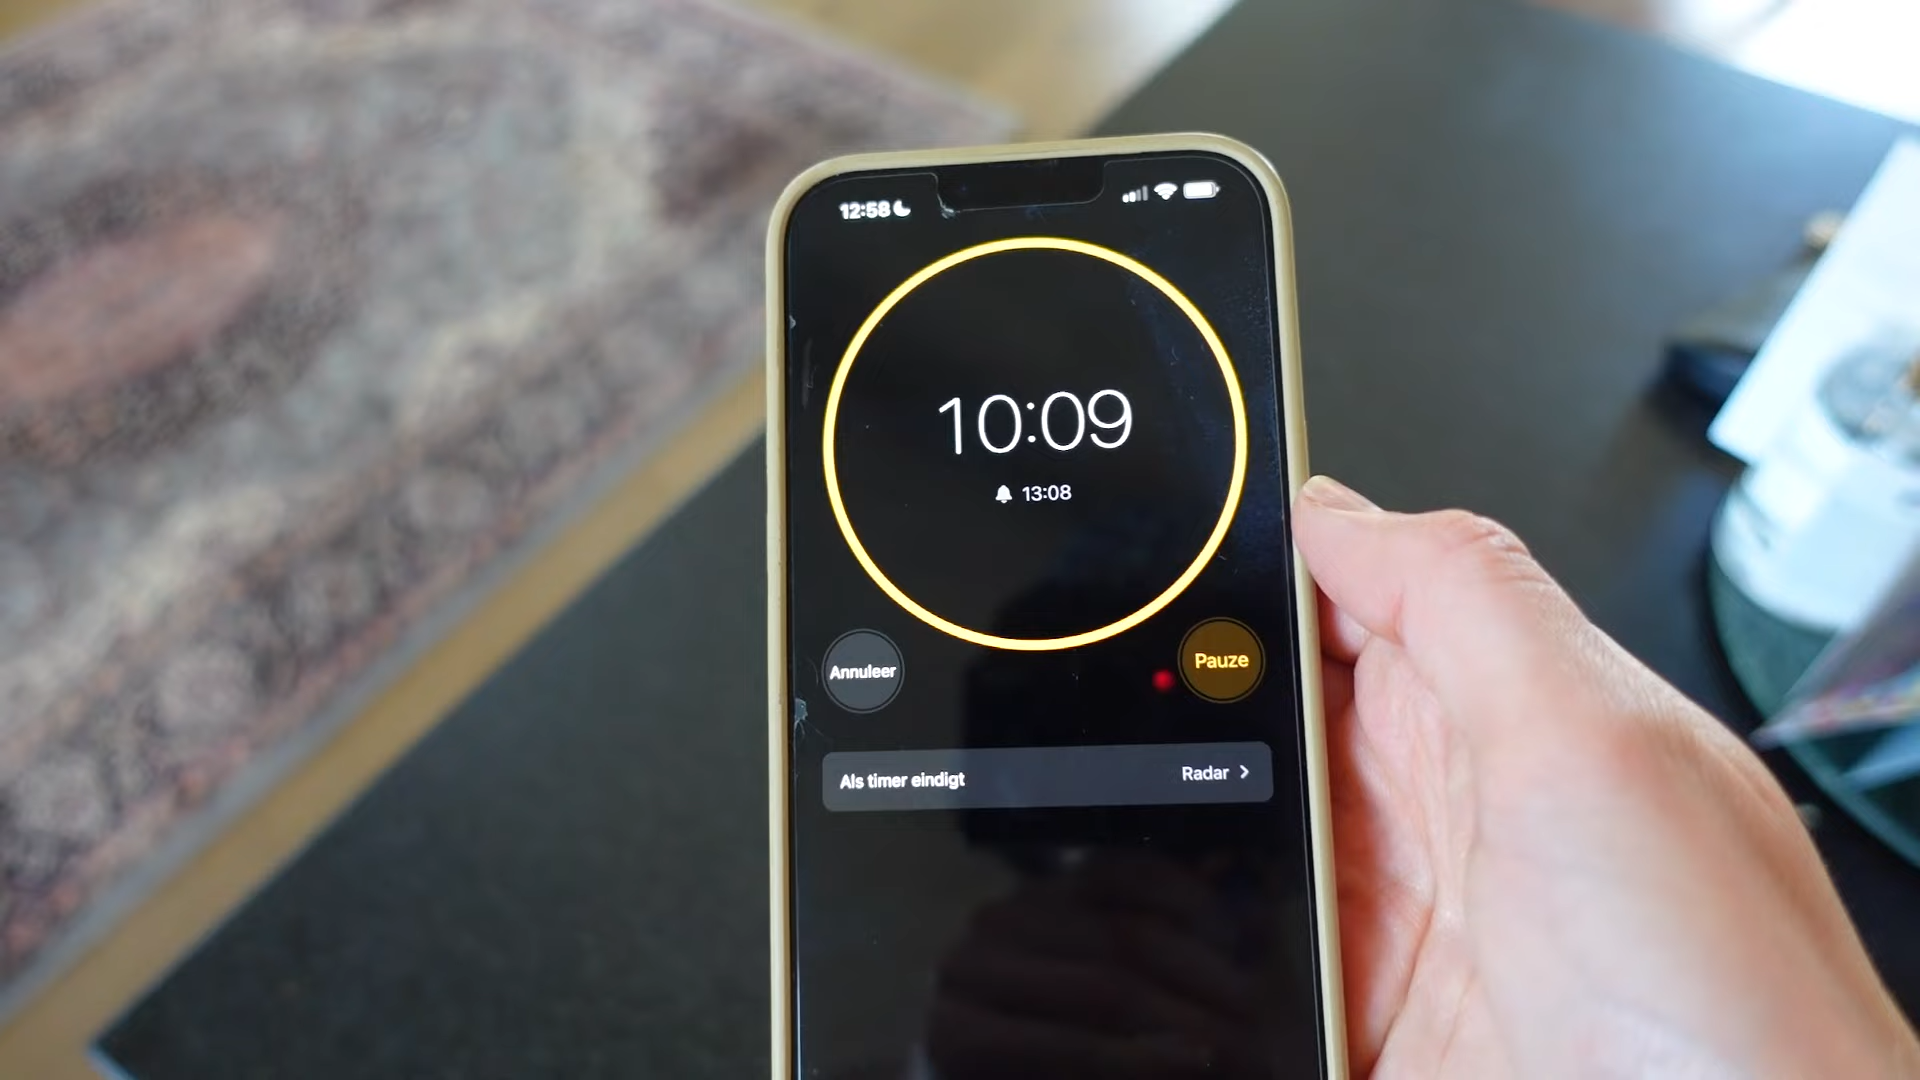 12:58
10:09
13:08
Annuleer
Pauze
Als timer eindigt
Radar